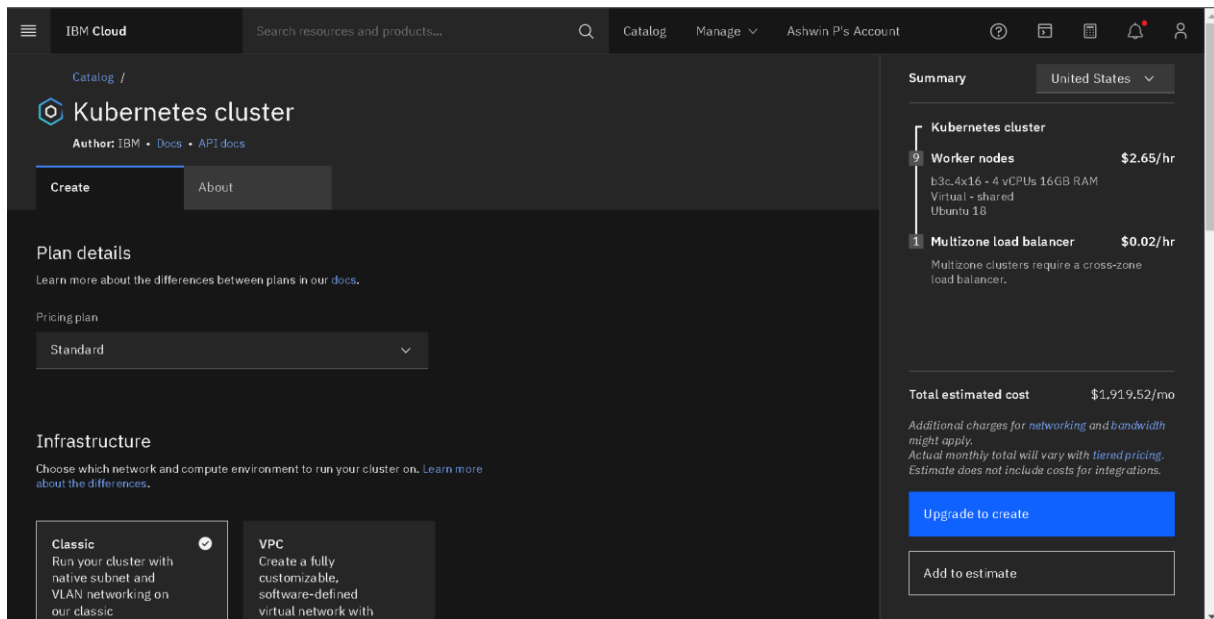 IBM Cloud
Search resources and products...
Catalog
Manage
Ashwin P's Account
Catalog /
Kubernetes cluster
Author: IBM • Docs • API docs
Create
About
Plan details
Learn more about the differences between plans in our docs.
Pricing plan
Standard
Infrastructure
Choose which network and compute environment to run your cluster on. Learn more
about the differences.
Classic
Run your cluster with
native subnet and
VLAN networking on
our classic
VPC
Create a fully
customizable,
software-defined
virtual network with
Summary
United States
Kubernetes cluster
9 Worker nodes $2.65/hr
b3c.4x16 - 4 vCPUs 16GB RAM
Virtual - shared
Ubuntu 18
1 Multizone load balancer $0.02/hr
Multizone clusters require a cross-zone
load balancer.
Total estimated cost $1,919.52/mo
Additional charges for networking and bandwidth
might apply.
Actual monthly total will vary with tiered pricing.
Estimate does not include costs for integrations.
Upgrade to create
Add to estimate